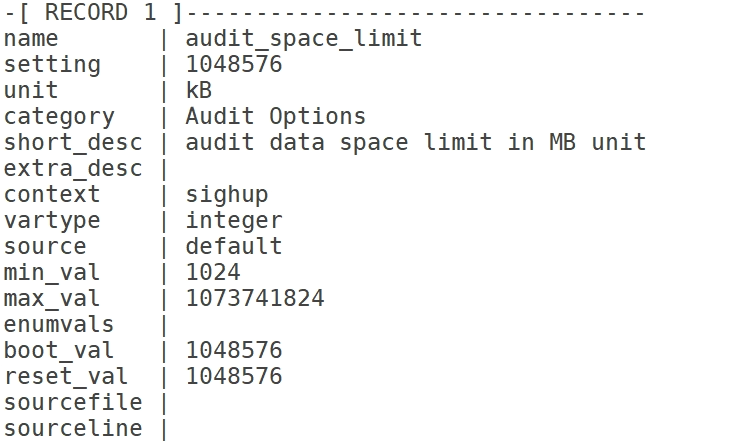 -[ RECORD 1 ]----------------------------------
name        | audit_space_limit
setting     | 1048576
unit        | kB
category    | Audit Options
short_desc  | audit data space limit in MB unit
extra_desc  |
context     | sighup
vartype     | integer
source      | default
min_val     | 1024
max_val     | 1073741824
enumvals    |
boot_val    | 1048576
reset_val   | 1048576
sourcefile  |
sourceline  |